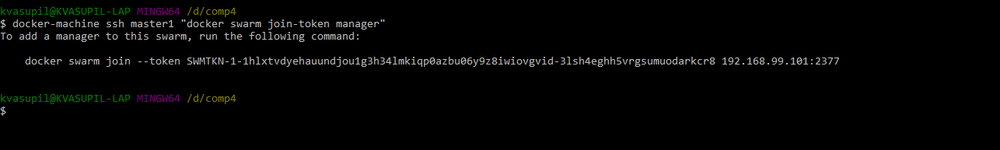 kvasupil@KVASUPIL-LAP MINGW64 /d/comp4
$ docker-machine ssh master1 "docker swarm join-token manager"
To add a manager to this swarm, run the following command:
docker swarm join --token SWMTKN-1-1hlxtvdyehauundjou1g3h34lmkiqp0azbu06y9z8iwiovgvid-3lsh4eghh5vrgsumuodarkcr8 192.168.99.101:2377
kvasupil@KVASUPIL-LAP MINGW64 /d/comp4
$